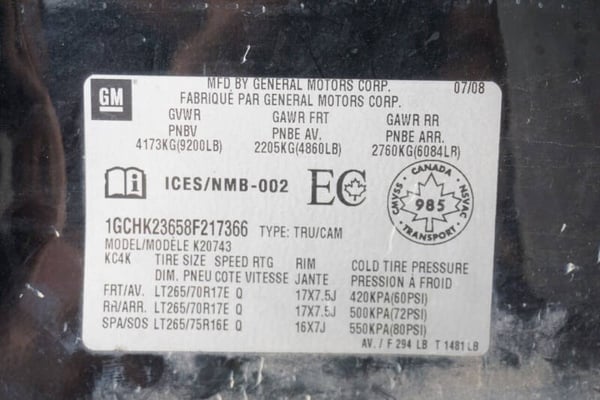 GM
MFD BY GENERAL MOTORS CORP. 07/08
FABRIQUÉ PAR GENERAL MOTORS CORP.
GVWR GAWR FRT GAWR RR
PNBV PNBE AV. PNBE ARR.
4173KG(9200LB) 2205KG(4860LB) 2760KG(6084LB)
i ICES/NMB-002 EC
CANADA
CMVSS 985 NSVAC
TRANSPORT
1GCHK23658F217366 TYPE: TRU/CAM
MODEL/MODÈLE K20743
KC4K TIRE SIZE SPEED RTG RIM COLD TIRE PRESSURE
DIM. PNEU COTE VITESSE JANTE PRESSION À FROID
FRT/AV. LT265/70R17E Q 17X7.5J 420KPA(60PSI)
RR/ARR. LT265/70R17E Q 17X7.5J 500KPA(72PSI)
SPA/SOS LT265/75R16E Q 16X7J 550KPA(80PSI)
AV. / F 294 LB T 1481 LB